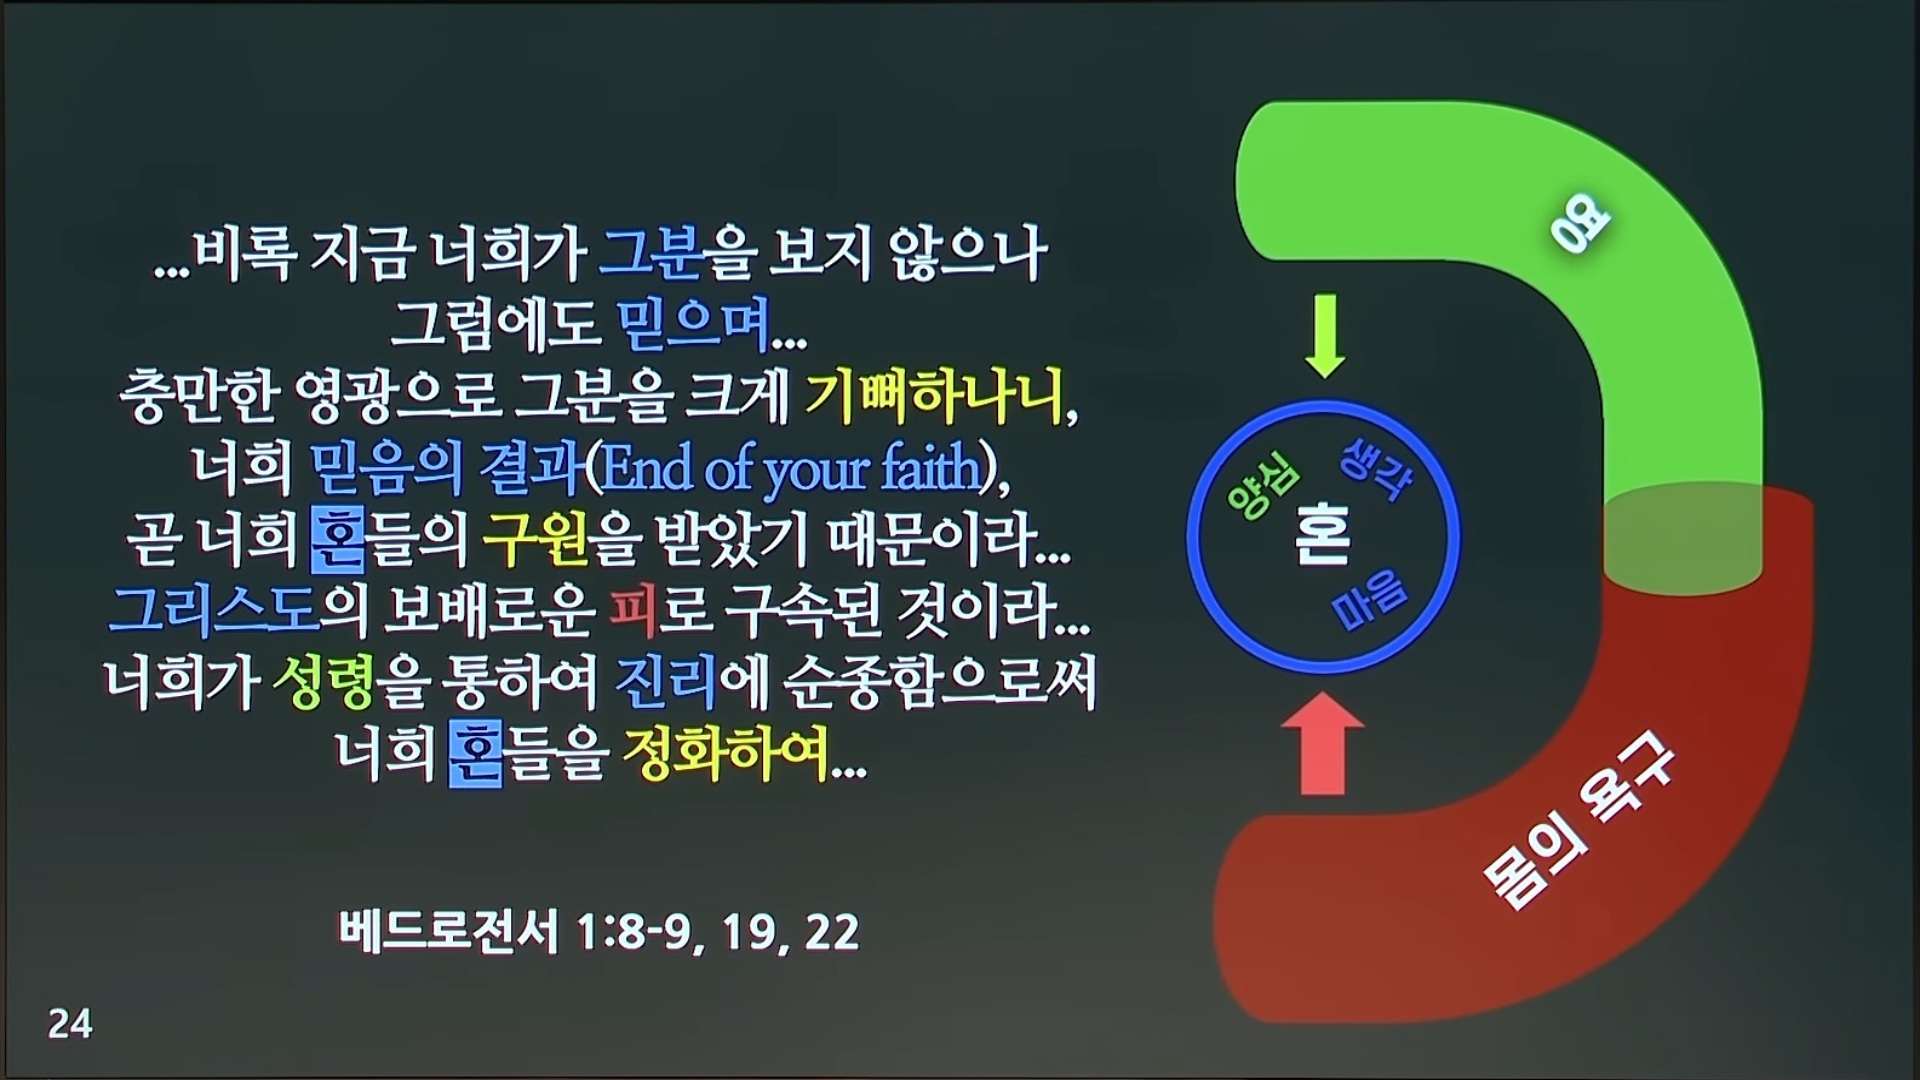 ...비록 지금 너희가 그분을 보지 않으나
그럼에도 믿으며...
충만한 영광으로 그분을 크게 기뻐하나니,
너희 믿음의 결과(End of your faith),
곧 너희 혼들의 구원을 받았기 때문이라...
그리스도의 보배로운 피로 구속된 것이라...
너희가 성령을 통하여 진리에 순종함으로써
너희 혼들을 정화하여...
베드로전서 1:8-9, 19, 22
24
영
양심
생각
혼
마음
몸의 욕구